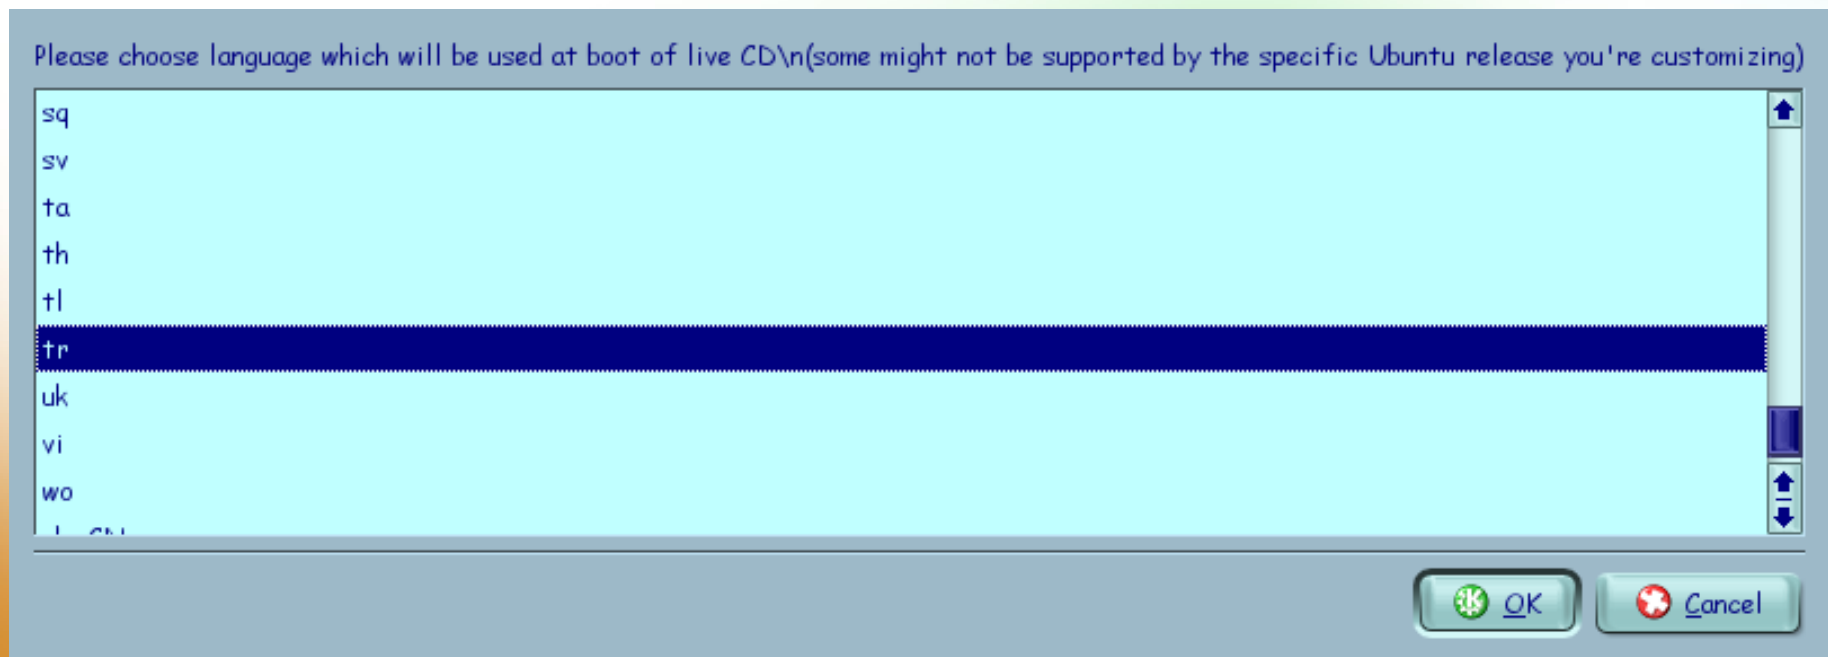 Please choose language which will be used at boot of live CD\n(some might not be supported by the specific Ubuntu release you're customizing)
sq
sv
ta
th
tl
tr
uk
vi
wo
OK
Cancel